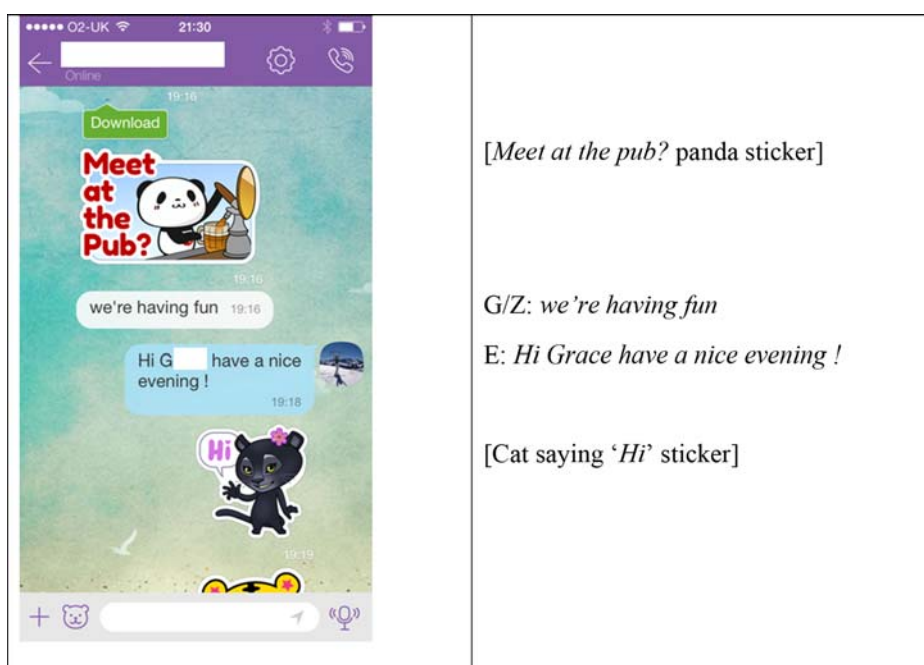 ●●●●● O2-UK 21:30
Online
19:16
Download
Meet
at
the
Pub?
19:16
we're having fun 19:16
Hi G have a nice
evening !
19:18
Hi
19:19
[Meet at the pub? panda sticker]
G/Z: we’re having fun
E: Hi Grace have a nice evening !
[Cat saying ‘Hi’ sticker]